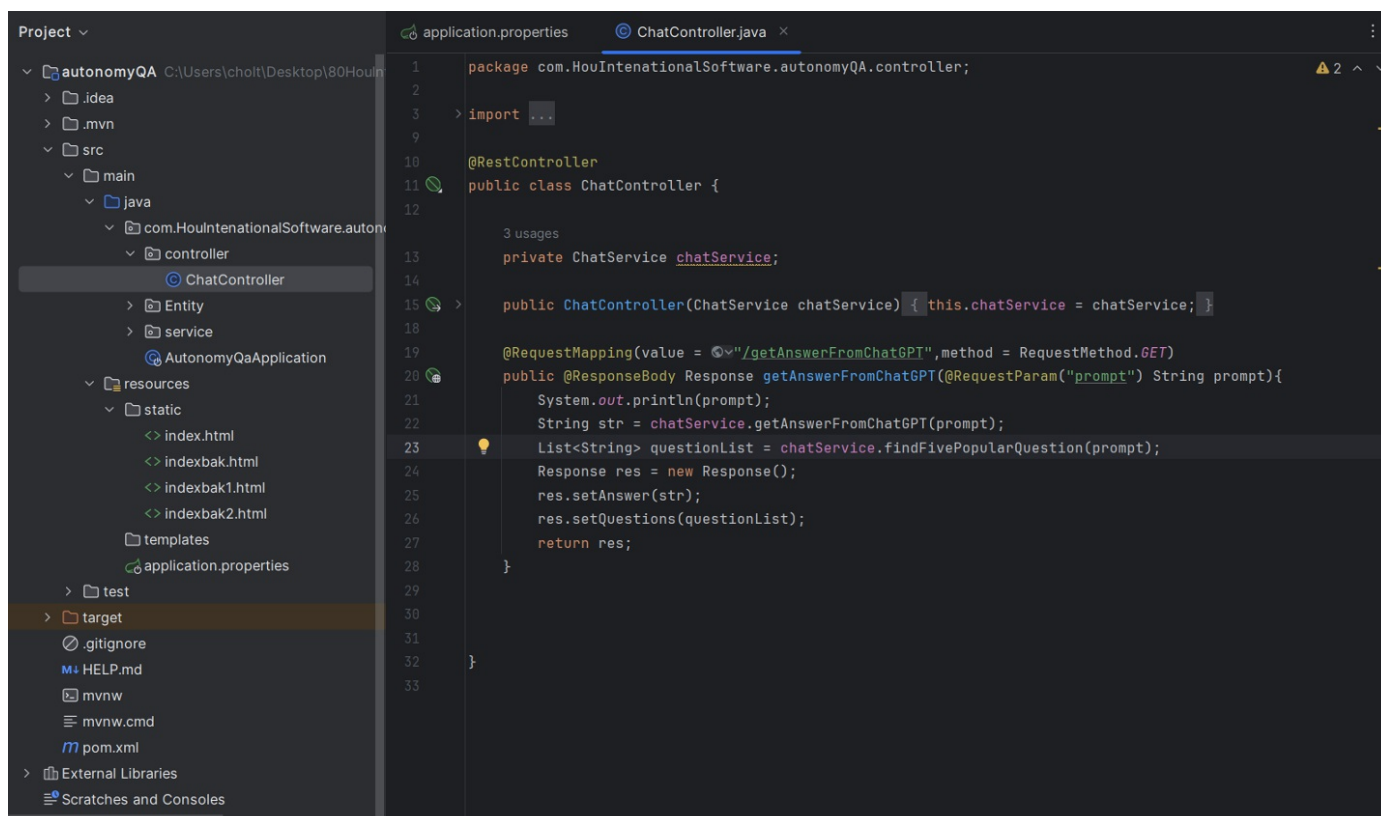 Project
autonomyQA C:\Users\cholt\Desktop\80HouIn
.idea
.mvn
src
main
java
com.HouIntenationalSoftware.autono
controller
ChatController
Entity
service
AutonomyQaApplication
resources
static
<> index.html
<> indexbak.html
<> indexbak1.html
<> indexbak2.html
templates
application.properties
test
target
.gitignore
M↓ HELP.md
mvnw
mvnw.cmd
m pom.xml
External Libraries
Scratches and Consoles
application.properties
© ChatController.java ×
2
1 package com.HouIntenationalSoftware.autonomyQA.controller;
2
3 > import ...
9
10 @RestController
11 public class ChatController {
12
3 usages
13 private ChatService chatService;
14
15 > public ChatController(ChatService chatService) { this.chatService = chatService; }
18
19 @RequestMapping(value = "/getAnswerFromChatGPT",method = RequestMethod.GET)
20 public @ResponseBody Response getAnswerFromChatGPT(@RequestParam("prompt") String prompt){
21 System.out.println(prompt);
22 String str = chatService.getAnswerFromChatGPT(prompt);
23 List<String> questionList = chatService.findFivePopularQuestion(prompt);
24 Response res = new Response();
25 res.setAnswer(str);
26 res.setQuestions(questionList);
27 return res;
28 }
29
30
31
32 }
33